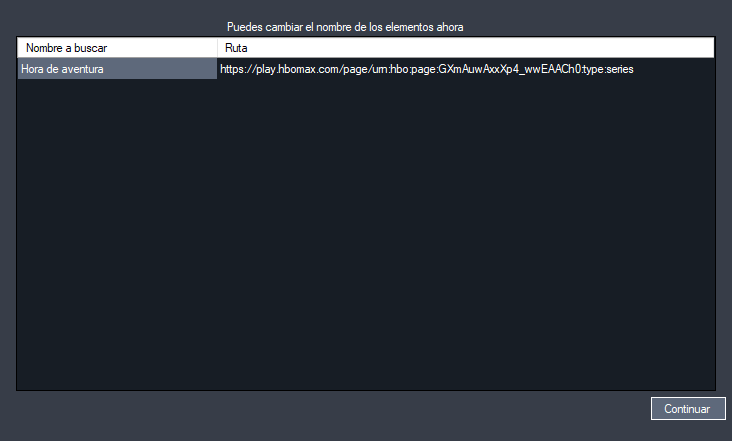 Puedes cambiar el nombre de los elementos ahora
Nombre a buscar Ruta
Hora de aventura https://play.hbomax.com/page/urn:hbo:page:GXmAuwAxxXp4_wwEAACh0:type:series
Continuar